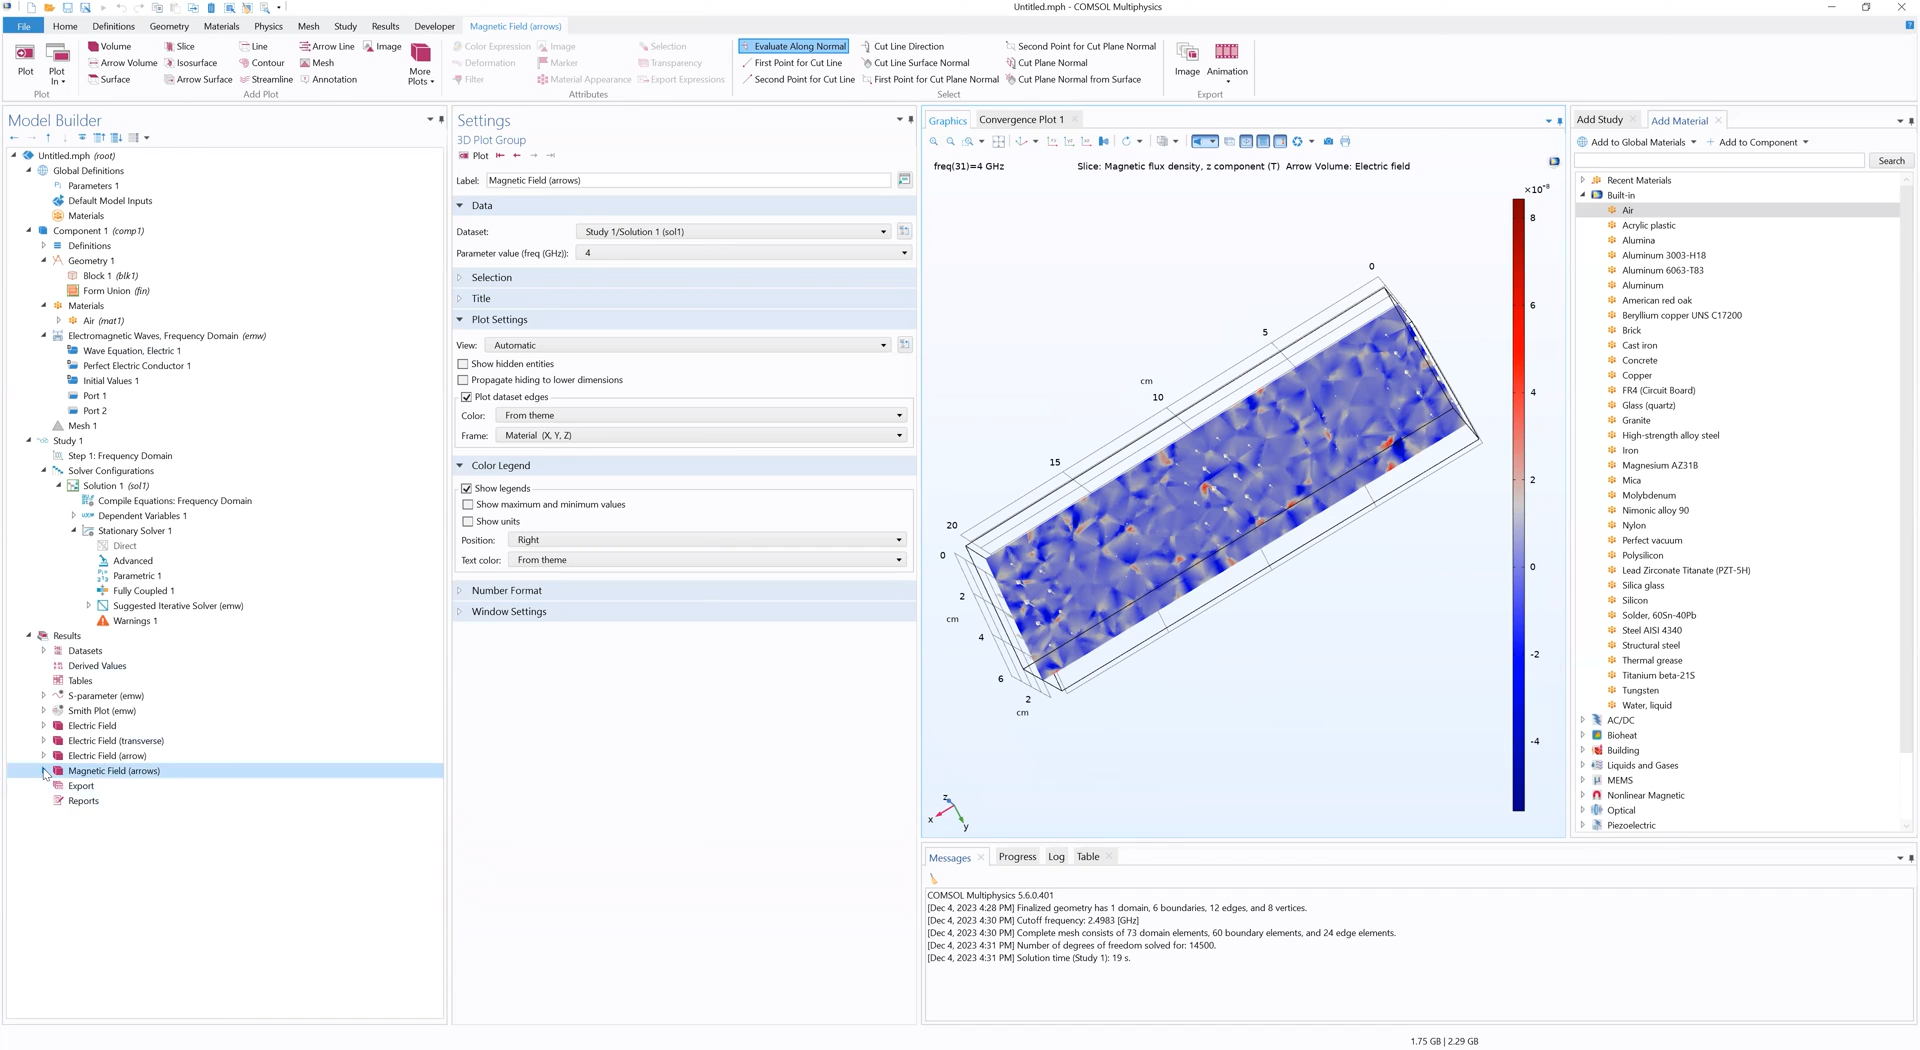 Untitled.mph - COMSOL Multiphysics
File Home Definitions Geometry Materials Physics Mesh Study Results Developer Magnetic Field (arrows)
Volume Slice Line Arrow Line Image Color Expression Image Selection Evaluate Along Normal Cut Line Direction Second Point for Cut Plane Normal
Arrow Volume Isosurface Contour Mesh Deformation Marker Transparency First Point for Cut Line Cut Line Surface Normal Cut Plane Normal
Plot Plot In Surface Arrow Surface Streamline Annotation More Plots Filter Material Appearance Export Expressions Second Point for Cut Line First Point for Cut Plane Normal Cut Plane Normal from Surface Image Animation
Plot Add Plot Attributes Select Export
Model Builder
Untitled.mph (root)
Global Definitions
Parameters 1
Default Model Inputs
Materials
Component 1 (comp1)
Definitions
Geometry 1
Block 1 (blk1)
Form Union (fin)
Materials
Air (mat1)
Electromagnetic Waves, Frequency Domain (emw)
Wave Equation, Electric 1
Perfect Electric Conductor 1
Initial Values 1
Port 1
Port 2
Mesh 1
Study 1
Step 1: Frequency Domain
Solver Configurations
Solution 1 (sol1)
Compile Equations: Frequency Domain
Dependent Variables 1
Stationary Solver 1
Direct
Advanced
Parametric 1
Fully Coupled 1
Suggested Iterative Solver (emw)
Warnings 1
Results
Datasets
Derived Values
Tables
S-parameter (emw)
Smith Plot (emw)
Electric Field
Electric Field (transverse)
Electric Field (arrow)
Magnetic Field (arrows)
Export
Reports
Settings
3D Plot Group
Plot
Label: Magnetic Field (arrows)
Data
Dataset: Study 1/Solution 1 (sol1)
Parameter value (freq (GHz)): 4
Selection
Title
Plot Settings
View: Automatic
Show hidden entities
Propagate hiding to lower dimensions
Plot dataset edges
Color: From theme
Frame: Material (X, Y, Z)
Color Legend
Show legends
Show maximum and minimum values
Show units
Position: Right
Text color: From theme
Number Format
Window Settings
Graphics Convergence Plot 1
freq(31)=4 GHz Slice: Magnetic flux density, z component (T) Arrow Volume: Electric field
×10⁻⁸
8
6
4
2
0
-2
-4
0
5
cm
10
15
20
0
2
cm
4
6
2
cm
z
x
y
Messages Progress Log Table
COMSOL Multiphysics 5.6.0.401
[Dec 4, 2023 4:28 PM] Finalized geometry has 1 domain, 6 boundaries, 12 edges, and 8 vertices.
[Dec 4, 2023 4:30 PM] Cutoff frequency: 2.4983 [GHz]
[Dec 4, 2023 4:30 PM] Complete mesh consists of 73 domain elements, 60 boundary elements, and 24 edge elements.
[Dec 4, 2023 4:31 PM] Number of degrees of freedom solved for: 14500.
[Dec 4, 2023 4:31 PM] Solution time (Study 1): 19 s.
Add Study Add Material
Add to Global Materials Add to Component
Search
Recent Materials
Built-in
Air
Acrylic plastic
Alumina
Aluminum 3003-H18
Aluminum 6063-T83
Aluminum
American red oak
Beryllium copper UNS C17200
Brick
Cast iron
Concrete
Copper
FR4 (Circuit Board)
Glass (quartz)
Granite
High-strength alloy steel
Iron
Magnesium AZ31B
Mica
Molybdenum
Nimonic alloy 90
Nylon
Perfect vacuum
Polysilicon
Lead Zirconate Titanate (PZT-5H)
Silica glass
Silicon
Solder, 60Sn-40Pb
Steel AISI 4340
Structural steel
Thermal grease
Titanium beta-21S
Tungsten
Water, liquid
AC/DC
Bioheat
Building
Liquids and Gases
MEMS
Nonlinear Magnetic
Optical
Piezoelectric
1.75 GB | 2.29 GB